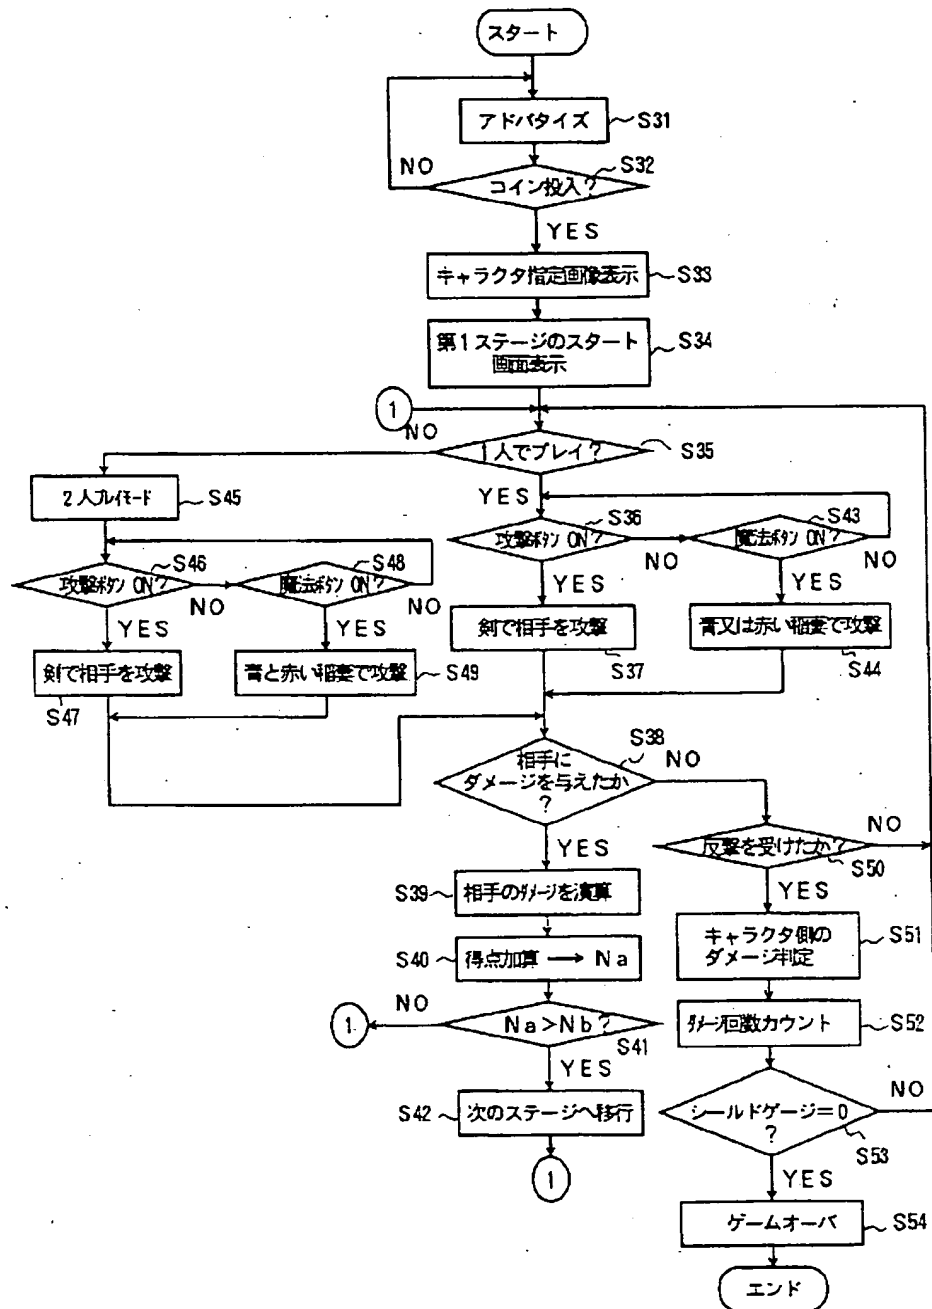 スタート
アドバタイズ
S31
NO
S32
コイン投入?
YES
キャラクタ指定画像表示
S33
第1ステージのスタート
画面表示
S34
1
NO
1人でプレイ?
S35
2人プレイモード
S45
YES
S36
攻撃ボタン ON?
NO
S43
魔法ボタン ON?
NO
S46
攻撃ボタン ON?
NO
S48
魔法ボタン ON?
NO
YES
YES
YES
YES
剣で相手を攻撃
S37
青又は赤い稲妻で攻撃
S44
剣で相手を攻撃
S47
青と赤い稲妻で攻撃
S49
S38
相手に
ダメージを与えたか
?
NO
YES
反撃を受けたか?
NO
S50
YES
S39
相手のダメージを演算
キャラクタ側の
ダメージ判定
S51
S40
得点加算 → Na
NO
1
Na>Nb?
S41
YES
ダメージ回数カウント
S52
S42
次のステージへ移行
シールドゲージ=0
?
NO
S53
1
YES
ゲームオーバ
S54
エンド